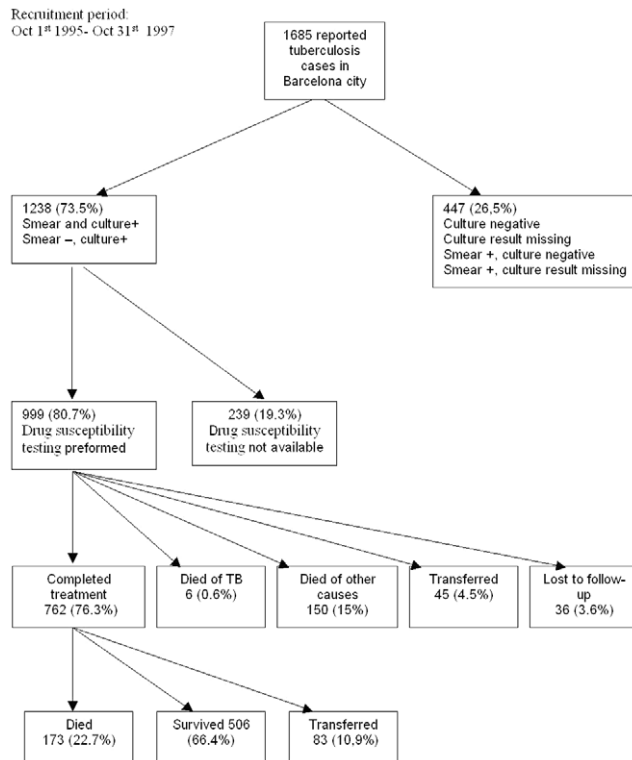 Recruitment period:
Oct 1st 1995- Oct 31st 1997
1685 reported
tuberculosis
cases in
Barcelona city
1238 (73.5%)
Smear and culture+
Smear –, culture+
447 (26,5%)
Culture negative
Culture result missing
Smear +, culture negative
Smear +, culture result missing
999 (80.7%)
Drug susceptibility
testing preformed
239 (19.3%)
Drug susceptibility
testing not available
Completed
treatment
762 (76.3%)
Died of TB
6 (0.6%)
Died of other
causes
150 (15%)
Transferred
45 (4.5%)
Lost to follow-
up
36 (3.6%)
Died
173 (22.7%)
Survived 506
(66.4%)
Transferred
83 (10,9%)